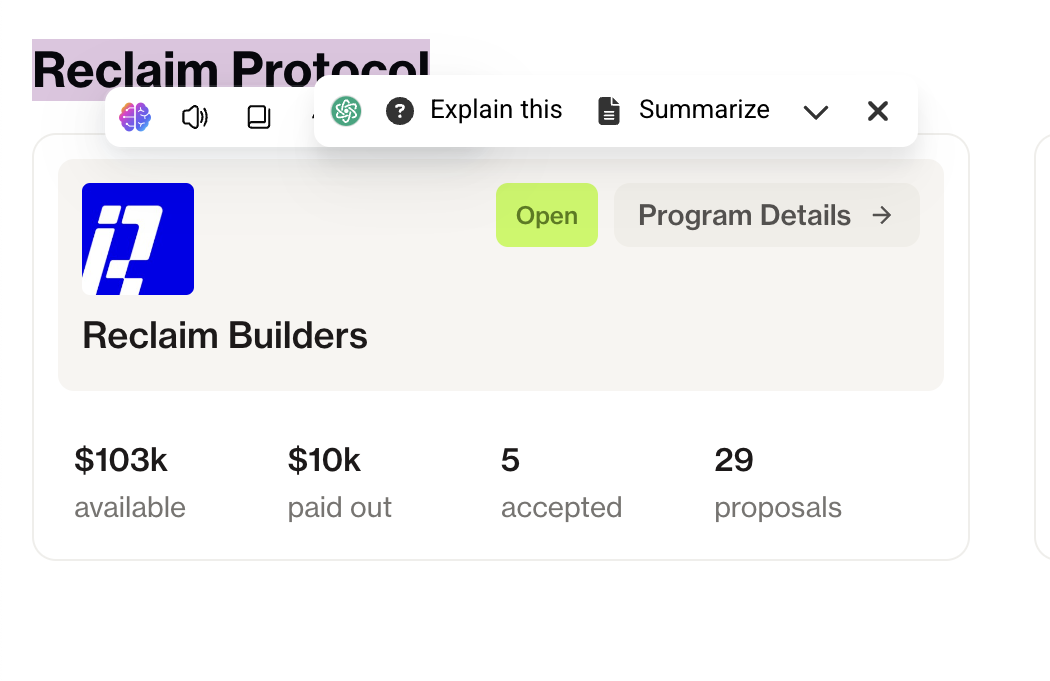 Reclaim Protocol
Explain this
Summarize
Open
Program Details →
Reclaim Builders
$103k
available
$10k
paid out
5
accepted
29
proposals